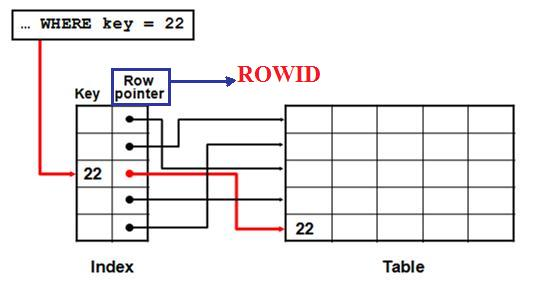 … WHERE key = 22
Row
pointer
ROWID
Key
22
22
Index
Table